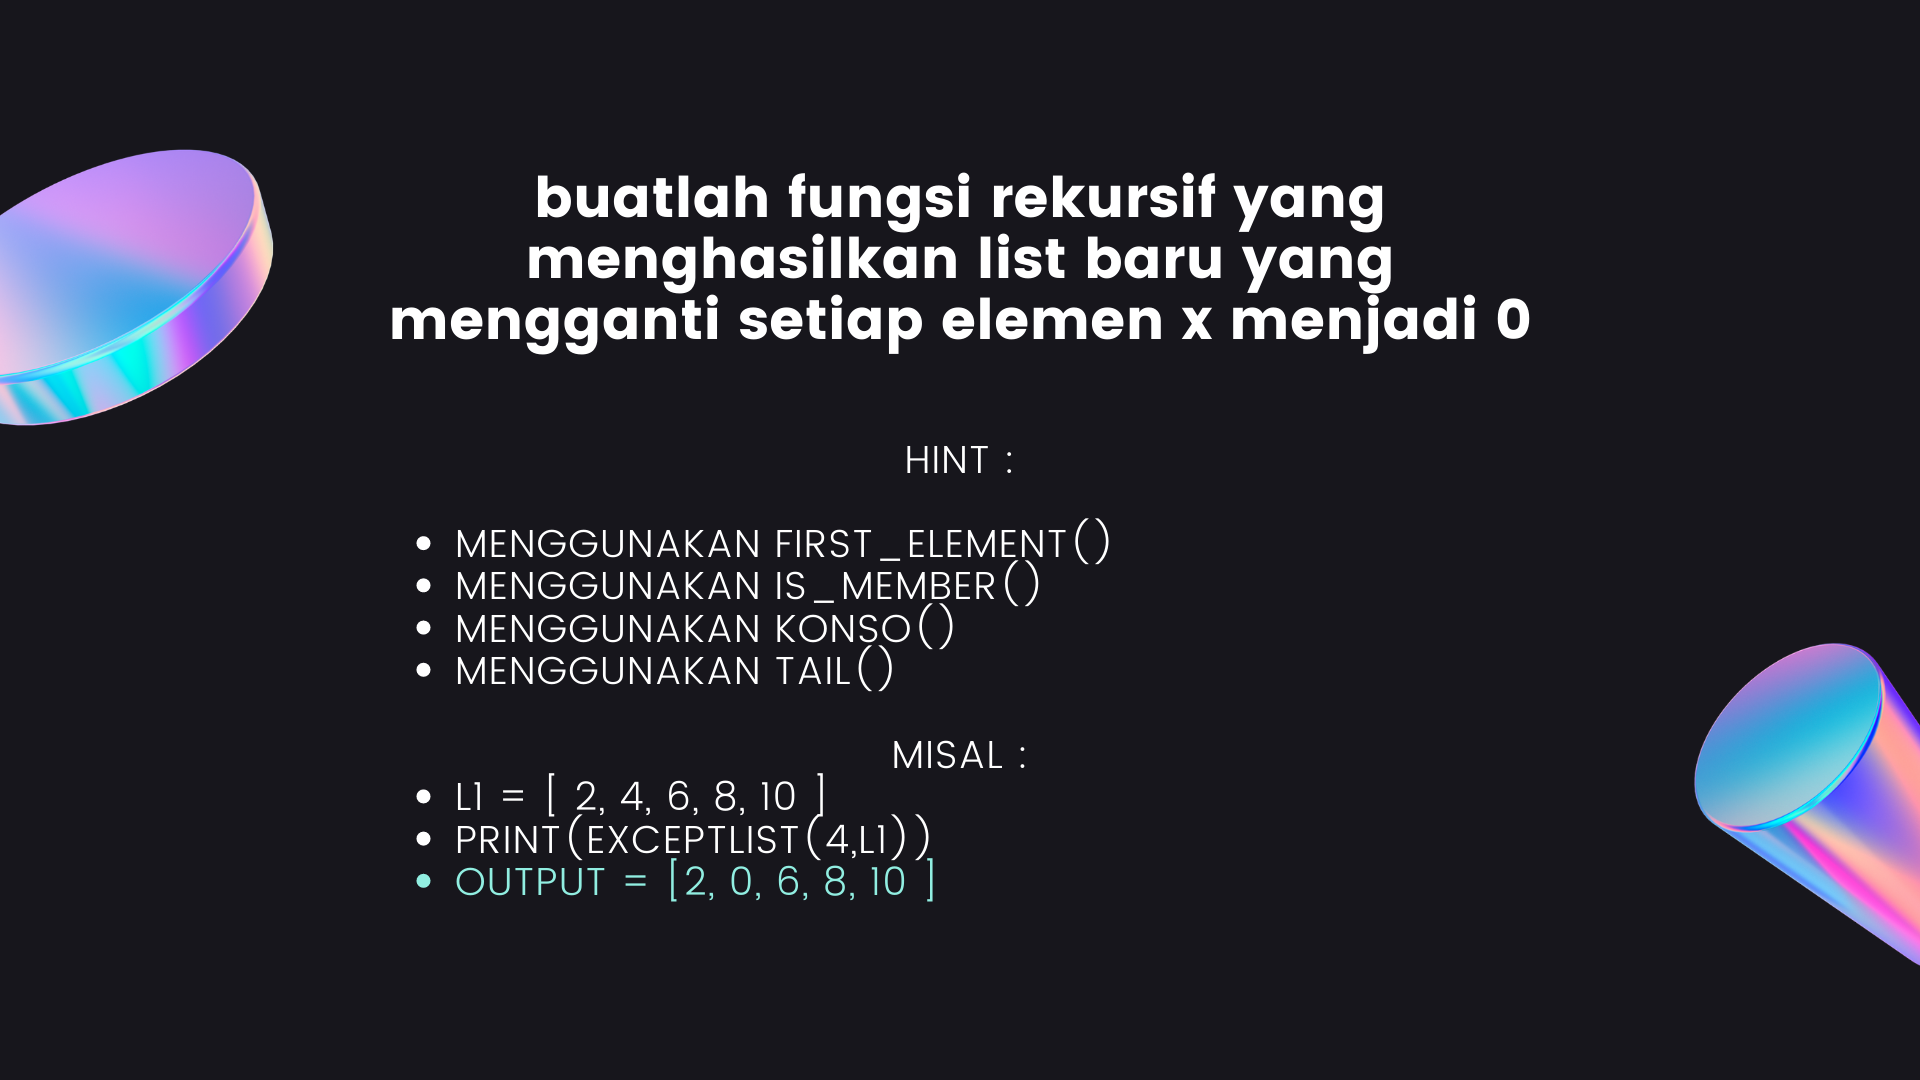 buatlah fungsi rekursif yang
menghasilkan list baru yang
mengganti setiap elemen x menjadi 0
HINT :
• MENGGUNAKAN FIRST_ELEMENT()
• MENGGUNAKAN IS_MEMBER()
• MENGGUNAKAN KONSO()
• MENGGUNAKAN TAIL()
MISAL :
• L1 = [ 2, 4, 6, 8, 10 ]
• PRINT(EXCEPTLIST(4,L1))
• OUTPUT = [2, 0, 6, 8, 10 ]